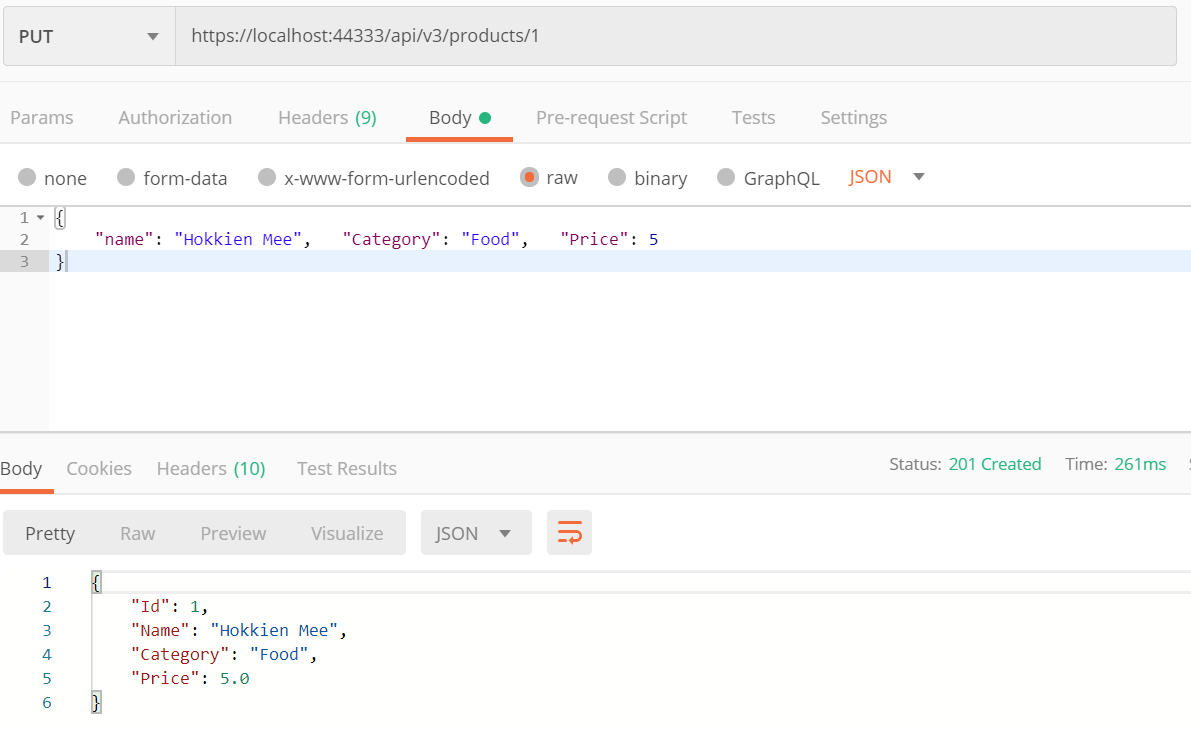 PUT https://localhost:44333/api/v3/products/1
Params Authorization Headers (9) Body Pre-request Script Tests Settings
none form-data x-www-form-urlencoded raw binary GraphQL JSON
1 {
2 "name": "Hokkien Mee", "Category": "Food", "Price": 5
3 }
Body Cookies Headers (10) Test Results Status: 201 Created Time: 261ms
Pretty Raw Preview Visualize JSON
1 {
2 "Id": 1,
3 "Name": "Hokkien Mee",
4 "Category": "Food",
5 "Price": 5.0
6 }